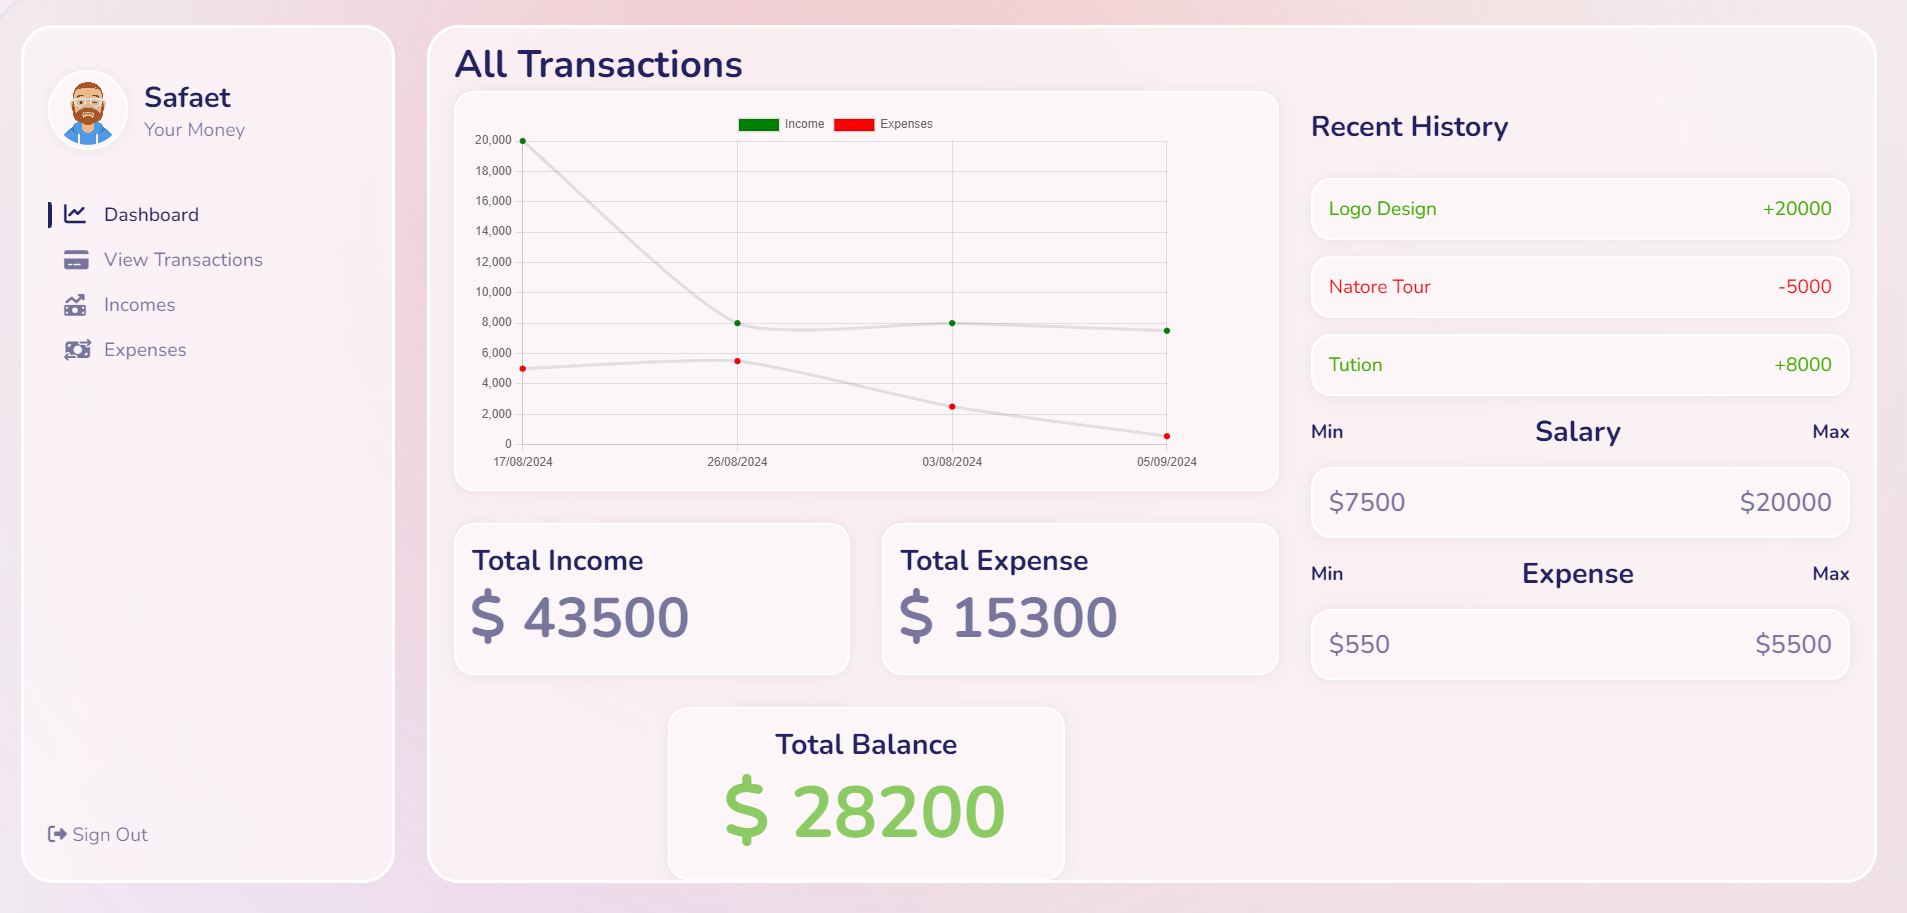 Safaet
Your Money
Dashboard
View Transactions
Incomes
Expenses
Sign Out
All Transactions
Income Expenses
20,000
18,000
16,000
14,000
12,000
10,000
8,000
6,000
4,000
2,000
0
17/08/2024 26/08/2024 03/08/2024 05/09/2024
Total Income
$ 43500
Total Expense
$ 15300
Total Balance
$ 28200
Recent History
Logo Design +20000
Natore Tour -5000
Tution +8000
Min Salary Max
$7500 $20000
Min Expense Max
$550 $5500